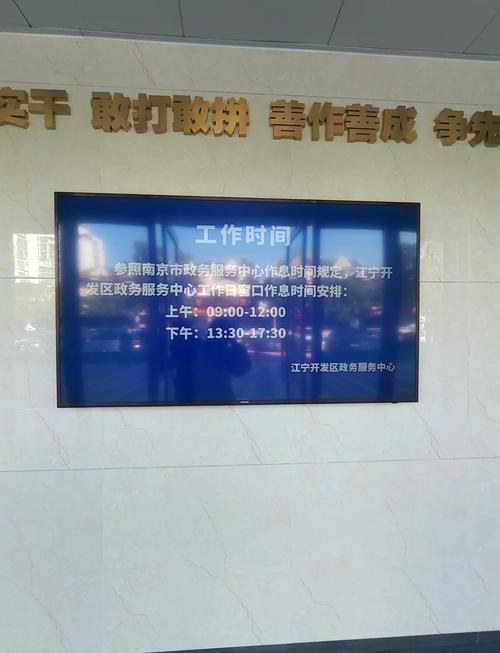 实干 敢打敢拼 善作善成 争先
工作时间
参照南京市政务服务中心作息时间规定，江宁开
发区政务服务中心工作日窗口作息时间安排：
上午：09:00-12:00
下午：13:30-17:30
江宁开发区政务服务中心